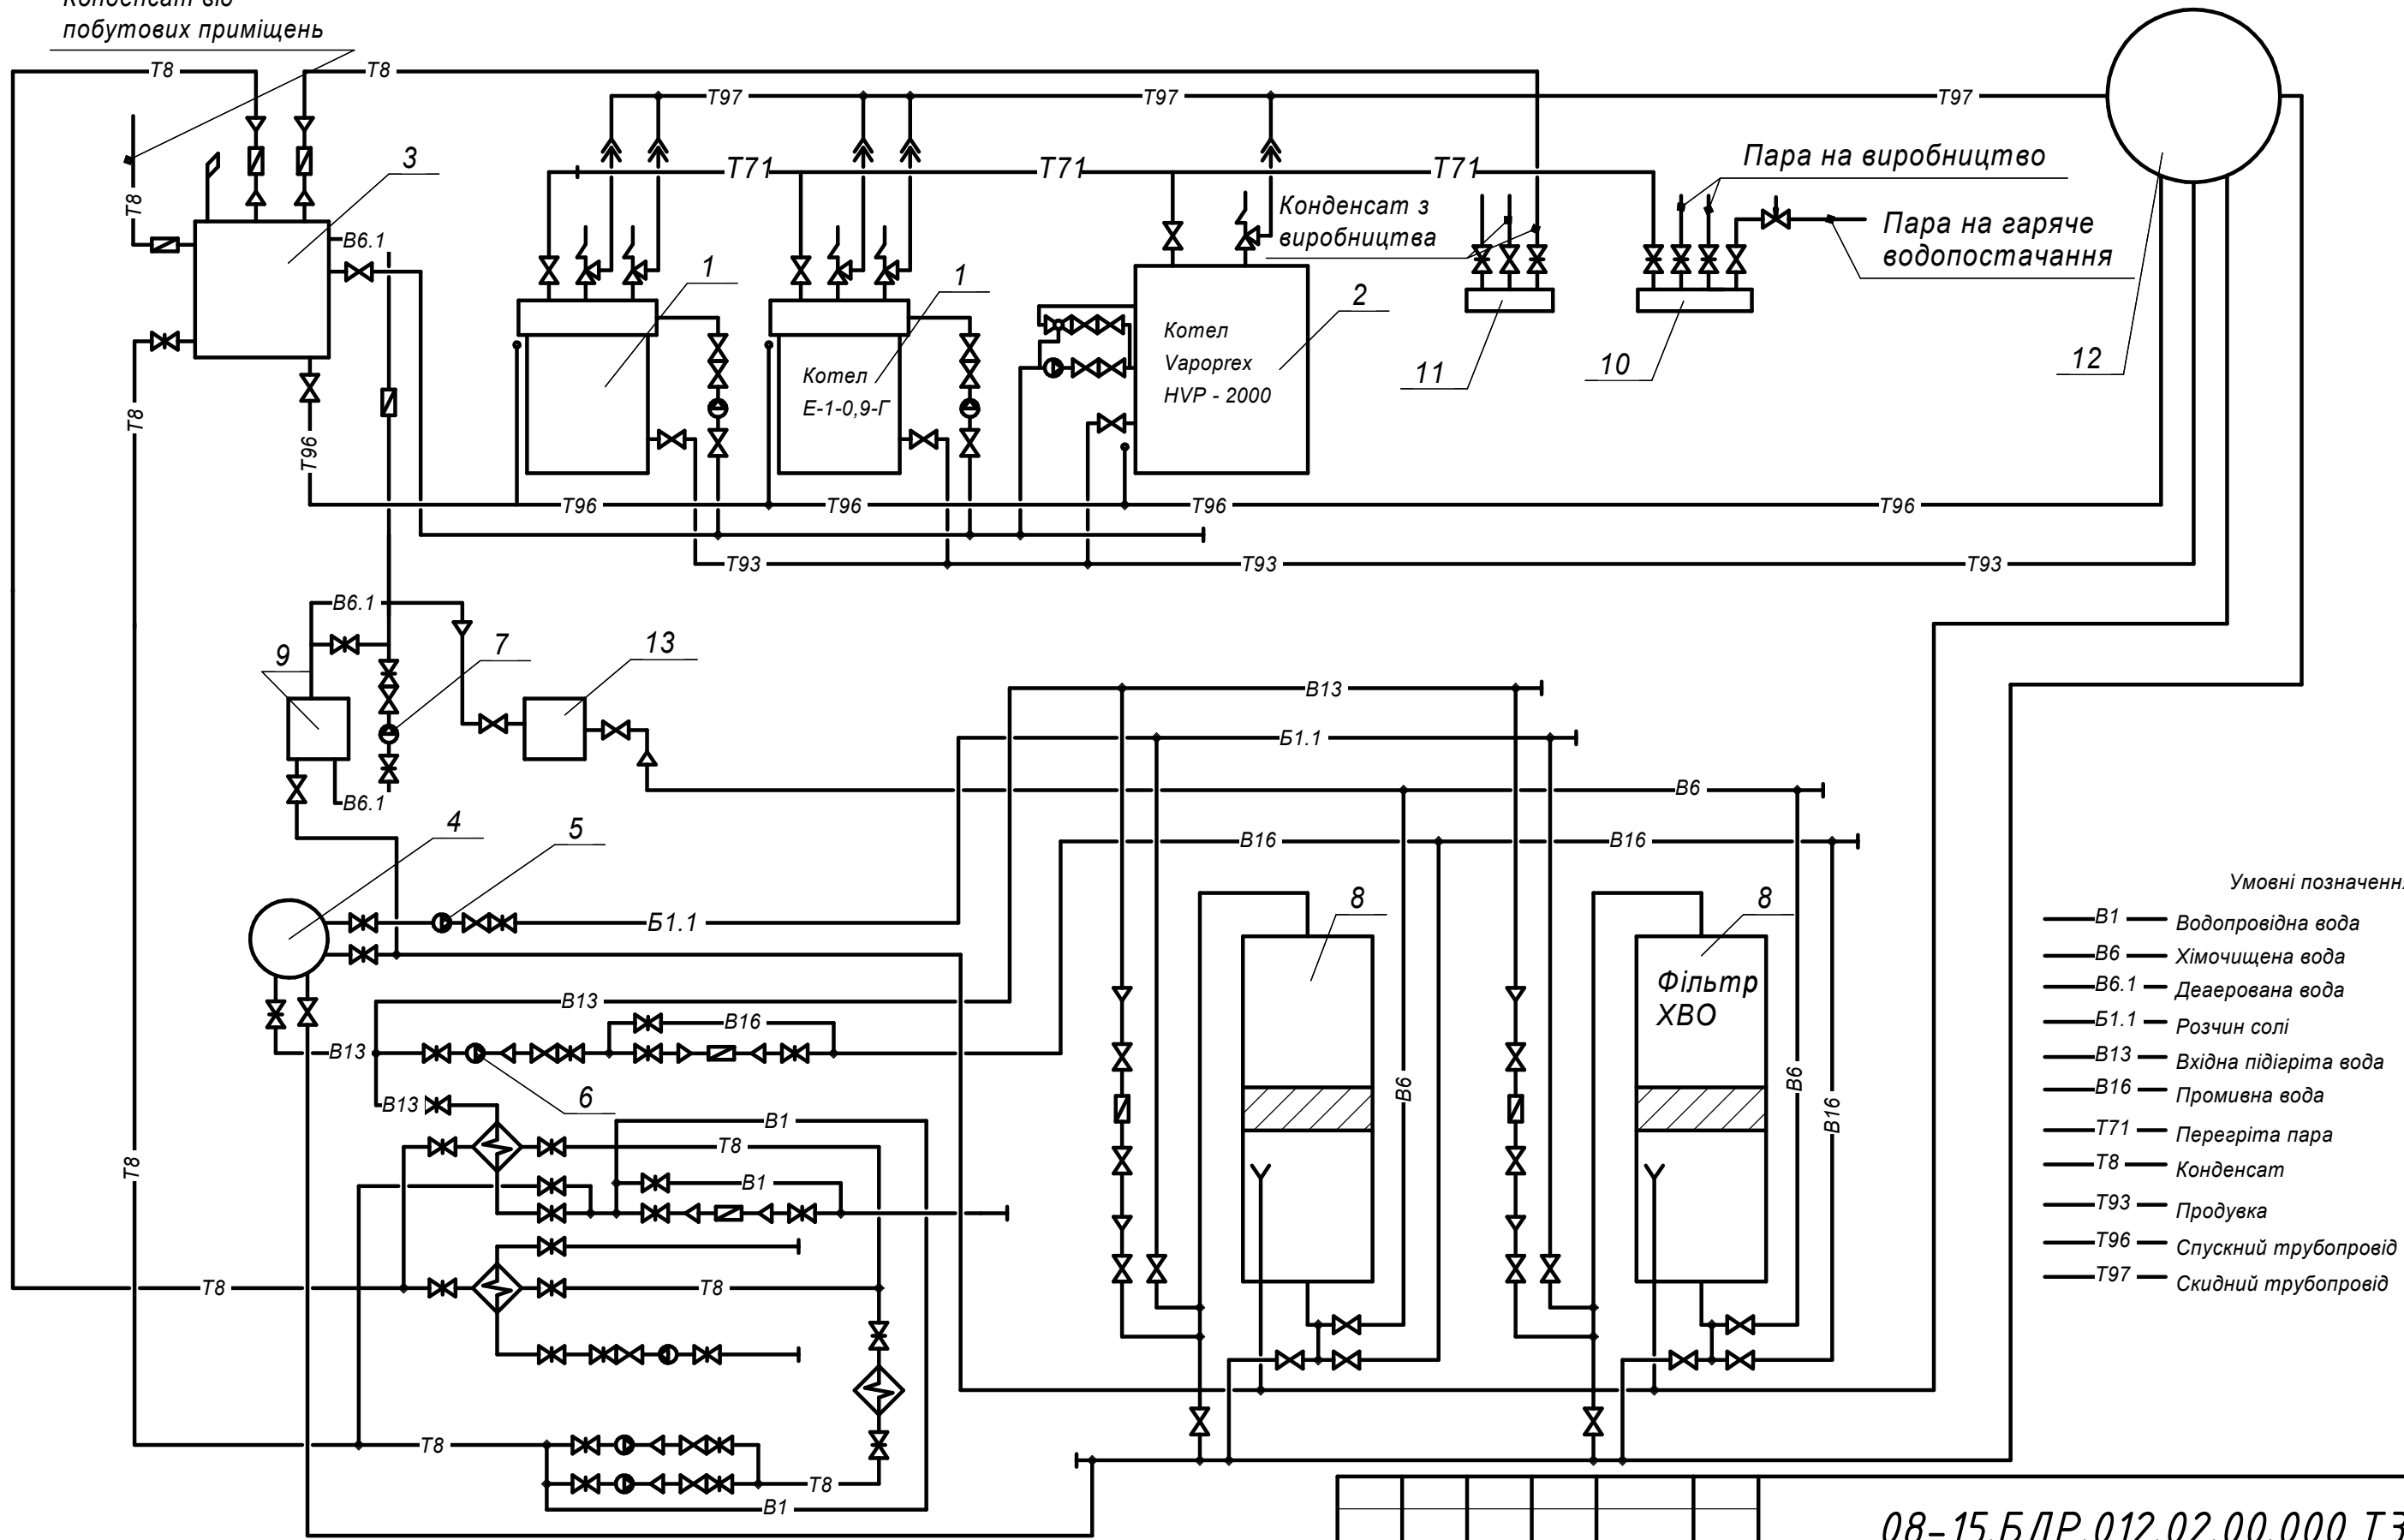 Конденсат від
побутових приміщень
Т8
Т8
Т97
Т97
Т97
3
Т71
Т71
Т71
Пара на виробництво
Т8
Конденсат з
виробництва
Пара на гаряче
водопостачання
В6.1
1
1
2
Котел
Vapoprex
HVP - 2000
Котел
Е-1-0,9-Г
11
10
12
Т8
Т96
Т96
Т96
Т96
Т96
Т93
Т93
Т93
В6.1
9
7
13
В13
Б1.1
В6.1
В6
4
5
В16
В16
Б1.1
8
8
Фільтр
ХВО
Умовні позначення
В1 Водопровідна вода
В6 Хімочищена вода
В6.1 Деаерована вода
Б1.1 Розчин солі
В13 Вхідна підігріта вода
В16 Промивна вода
Т71 Перегріта пара
Т8 Конденсат
Т93 Продувка
Т96 Спускний трубопровід
Т97 Скидний трубопровід
В13
В16
В13
6
В13
В6
В6
В16
В1
Т8
Т8
В1
Т8
Т8
Т8
Т8
В1
08-15.БДР.012.02.00.000 ТЗ